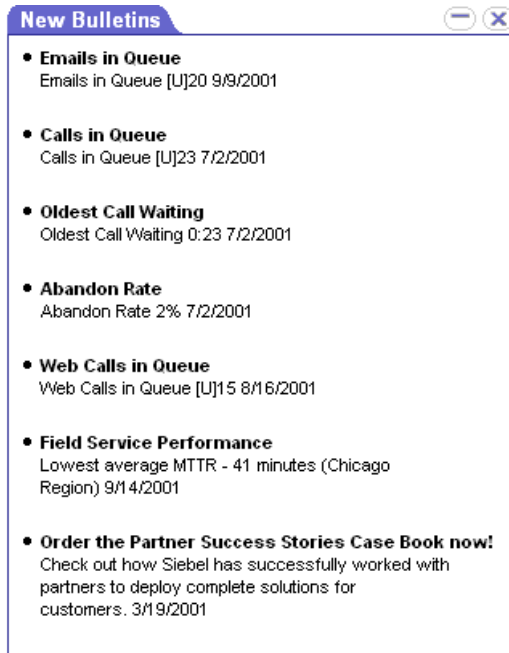 New Bulletins
Emails in Queue
Emails in Queue [U]20 9/9/2001
Calls in Queue
Calls in Queue [U]23 7/2/2001
Oldest Call Waiting
Oldest Call Waiting 0:23 7/2/2001
Abandon Rate
Abandon Rate 2% 7/2/2001
Web Calls in Queue
Web Calls in Queue [U]15 8/16/2001
Field Service Performance
Lowest average MTTR - 41 minutes (Chicago
Region) 9/14/2001
Order the Partner Success Stories Case Book now!
Check out how Siebel has successfully worked with
partners to deploy complete solutions for
customers. 3/19/2001